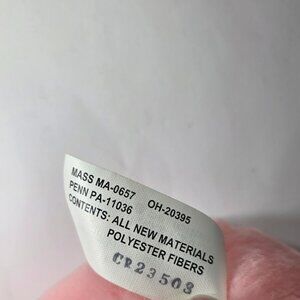 MASS MA-0657 OH-20395
PENN PA-11036
CONTENTS: ALL NEW MATERIALS
POLYESTER FIBERS
CR23503